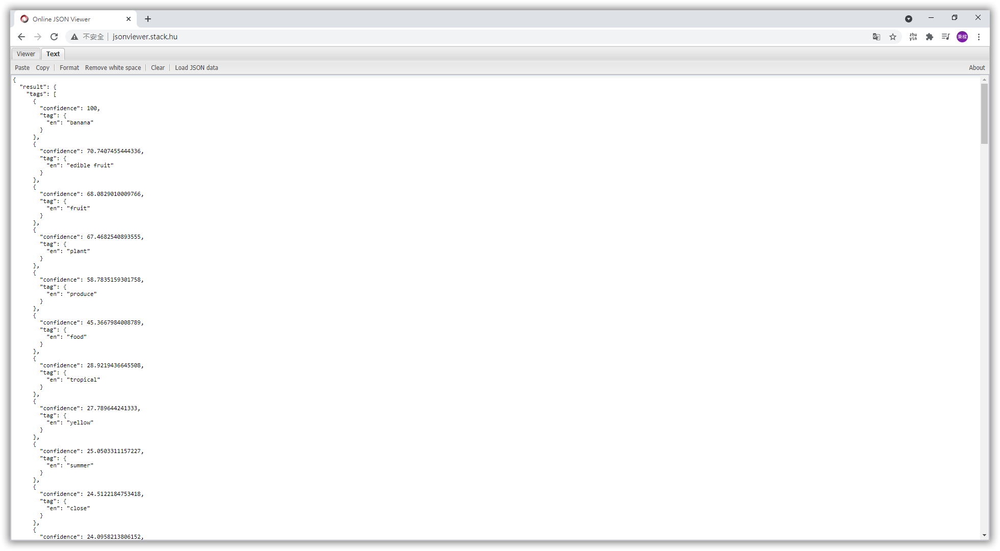 Online JSON Viewer
不安全 jsonviewer.stack.hu
zhu
yin
秉樑
Viewer Text
Paste Copy Format Remove white space Clear Load JSON data About
{
"result": {
"tags": [
{
"confidence": 100,
"tag": {
"en": "banana"
}
},
{
"confidence": 70.7407455444336,
"tag": {
"en": "edible fruit"
}
},
{
"confidence": 68.0829010009766,
"tag": {
"en": "fruit"
}
},
{
"confidence": 67.4682540893555,
"tag": {
"en": "plant"
}
},
{
"confidence": 58.7835159301758,
"tag": {
"en": "produce"
}
},
{
"confidence": 45.3667984008789,
"tag": {
"en": "food"
}
},
{
"confidence": 28.9219436645508,
"tag": {
"en": "tropical"
}
},
{
"confidence": 27.789644241333,
"tag": {
"en": "yellow"
}
},
{
"confidence": 25.0503311157227,
"tag": {
"en": "summer"
}
},
{
"confidence": 24.5122184753418,
"tag": {
"en": "close"
}
},
{
"confidence": 24.0958213806152,